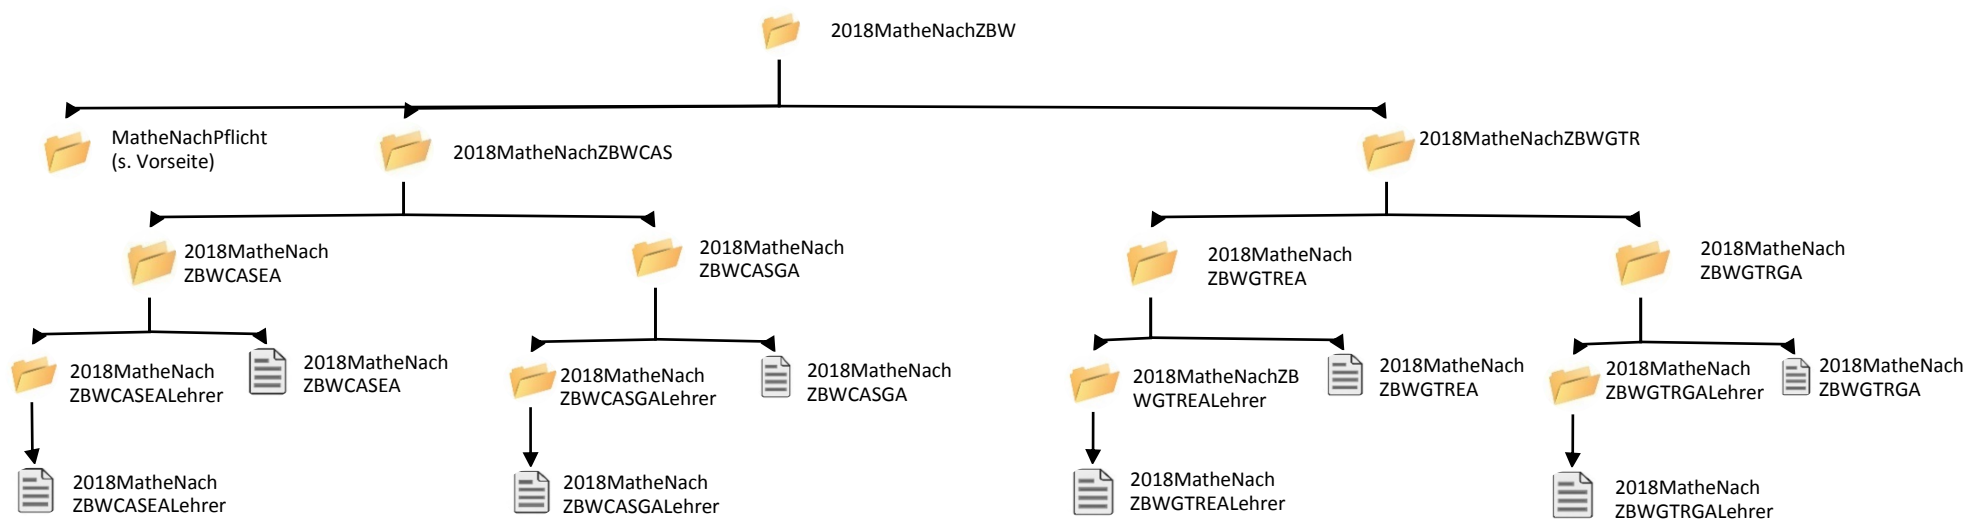 2018MatheNachZBW
MatheNachPflicht
(s. Vorseite)
2018MatheNachZBWCAS
2018MatheNachZBWGTR
2018MatheNach
ZBWCASEA
2018MatheNach
ZBWCASGA
2018MatheNach
ZBWGTREA
2018MatheNach
ZBWGTRGA
2018MatheNach
ZBWCASEALehrer
2018MatheNach
ZBWCASEA
2018MatheNach
ZBWCASGALehrer
2018MatheNach
ZBWCASGA
2018MatheNachZB
WGTREALehrer
2018MatheNach
ZBWGTREA
2018MatheNach
ZBWGTRGALehrer
2018MatheNach
ZBWGTRGA
2018MatheNach
ZBWCASEALehrer
2018MatheNach
ZBWCASGALehrer
2018MatheNach
ZBWGTREALehrer
2018MatheNach
ZBWGTRGALehrer